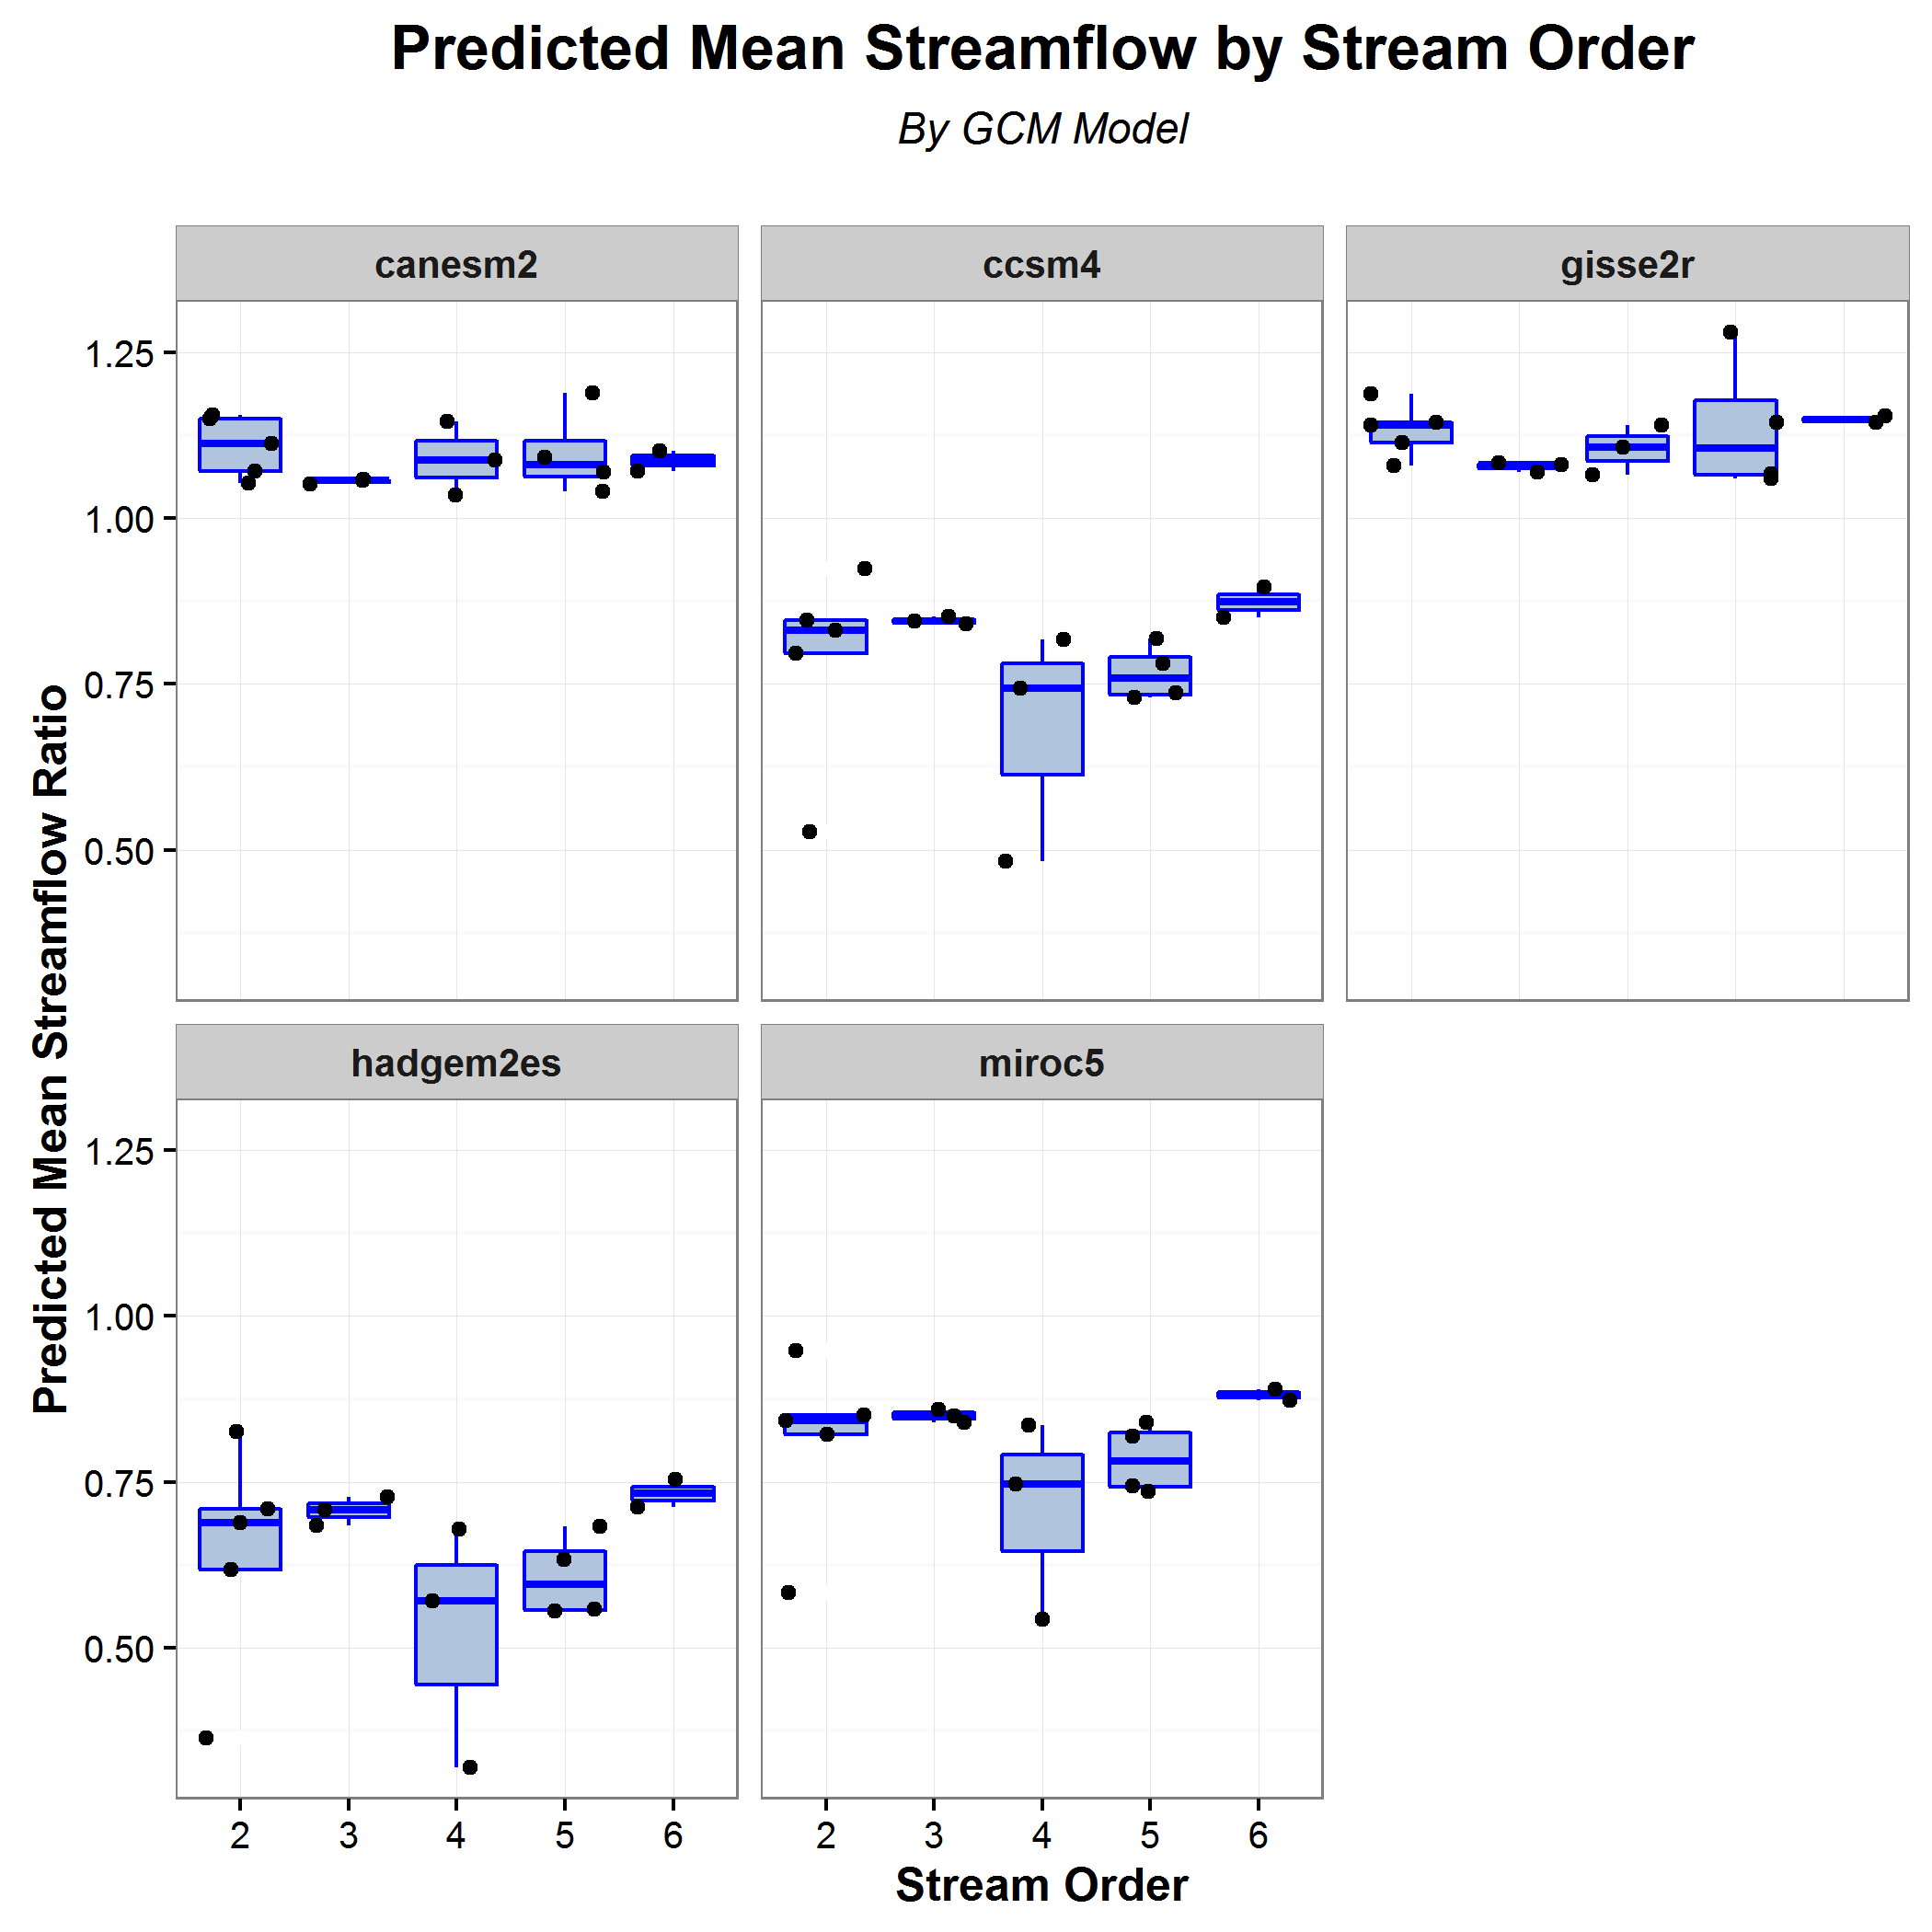 Predicted Mean Streamflow by Stream Order
By GCM Model
canesm2
ccsm4
gisse2r
1.25
1.00
0.75
0.50
hadgem2es
miroc5
1.25
1.00
0.75
0.50
Predicted Mean Streamflow Ratio
2 3 4 5 6
2 3 4 5 6
Stream Order